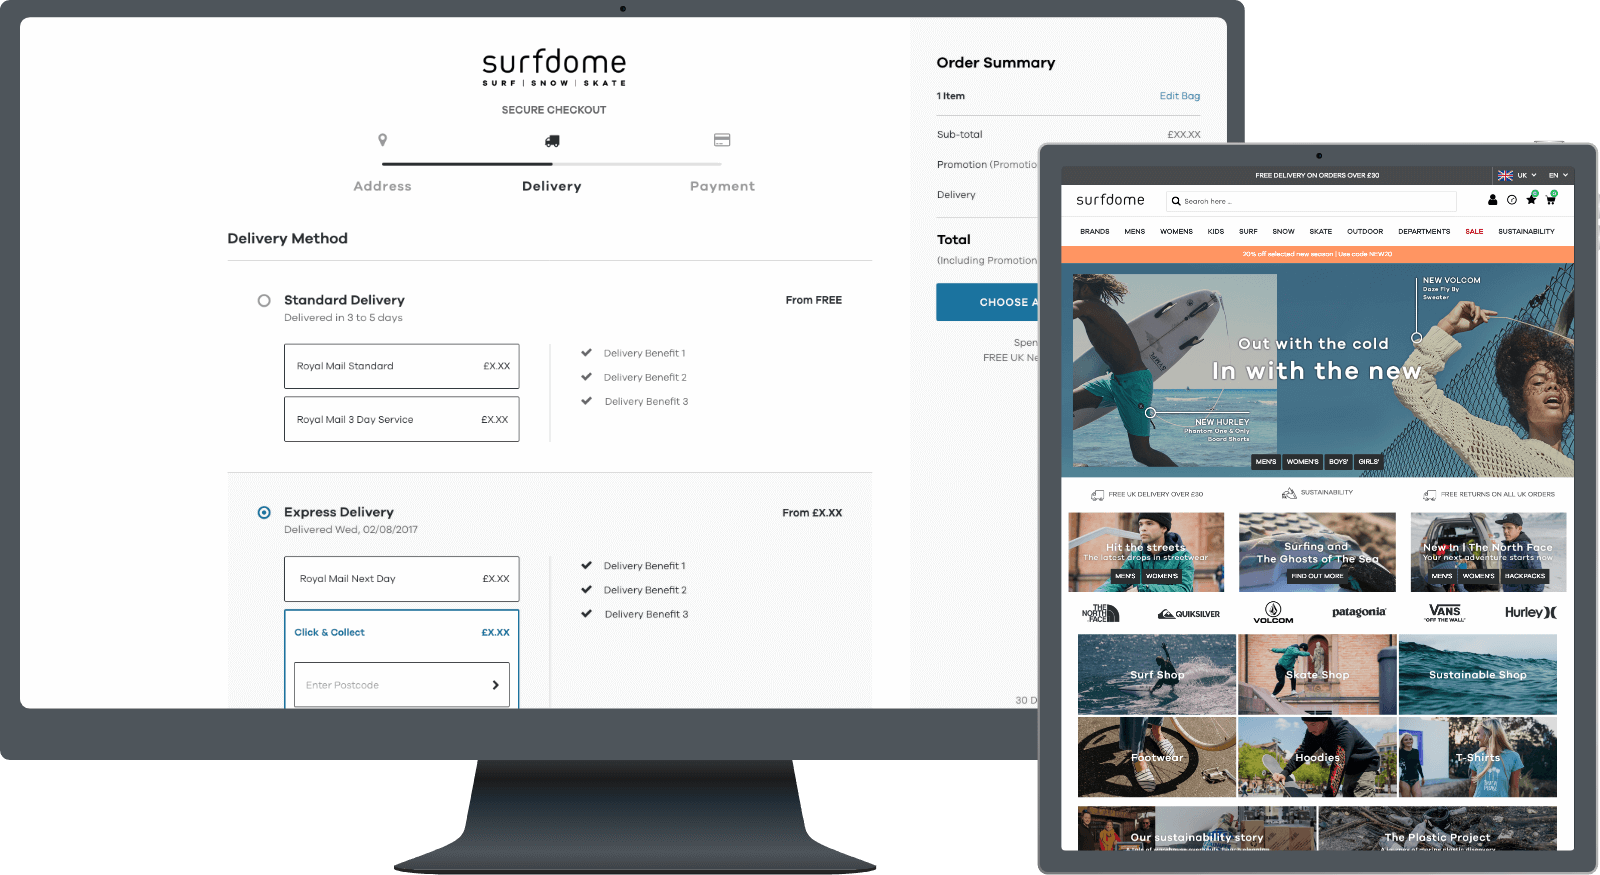 surfdome
SURF | SNOW | SKATE
SECURE CHECKOUT
Address
Delivery
Payment
Delivery Method
Standard Delivery
From FREE
Delivered in 3 to 5 days
Royal Mail Standard £X.XX
Royal Mail 3 Day Service £X.XX
Delivery Benefit 1
Delivery Benefit 2
Delivery Benefit 3
Express Delivery
From £X.XX
Delivered Wed, 02/08/2017
Royal Mail Next Day £X.XX
Click & Collect £X.XX
Enter Postcode
Delivery Benefit 1
Delivery Benefit 2
Delivery Benefit 3
Order Summary
1 Item Edit Bag
Sub-total £XX.XX
Promotion (Promotio
Delivery
Total
(Including Promotion
CHOOSE A
Spen
FREE UK Ne
30 D
FREE DELIVERY ON ORDERS OVER £30
UK
EN
surfdome
Search here ...
BRANDS MENS WOMENS KIDS SURF SNOW SKATE OUTDOOR DEPARTMENTS SALE SUSTAINABILITY
20% off selected new season | Use code NEW20
NEW VOLCOM
Daze Fly By
Sweater
Out with the cold
In with the new
NEW HURLEY
Phantom One & Only
Board Shorts
MEN'S WOMEN'S BOYS' GIRLS'
FREE UK DELIVERY OVER £30
SUSTAINABILITY
FREE RETURNS ON ALL UK ORDERS
Hit the streets
The latest drops in streetwear
MEN'S WOMEN'S
Surfing and
The Ghosts of The Sea
FIND OUT MORE
New In | The North Face
Your next adventure starts now
MEN'S WOMEN'S BACKPACKS
THE
NORTH
FACE
QUIKSILVER
VOLCOM
patagonia
VANS
"OFF THE WALL"
Hurley
Surf Shop
Skate Shop
Sustainable Shop
Footwear
Hoodies
T-Shirts
Our sustainability story
The Plastic Project